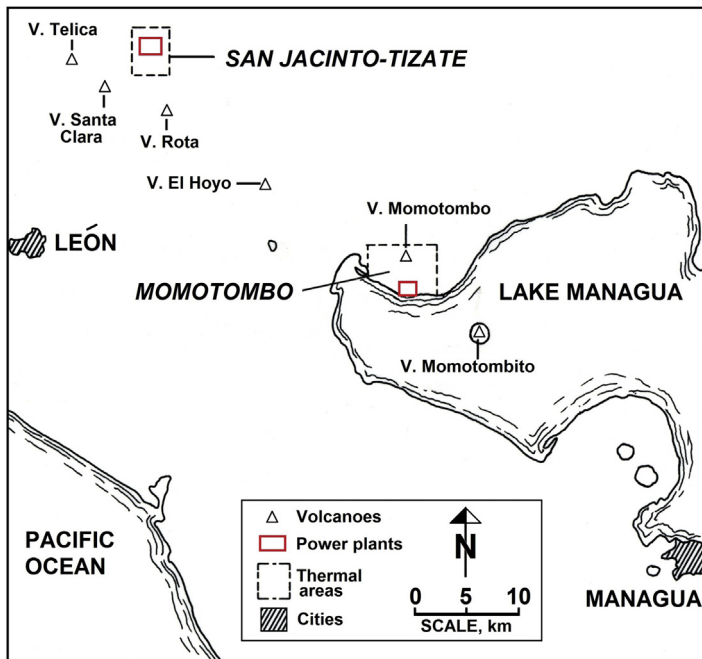 V. Telica
SAN JACINTO-TIZATE
V. Santa
Clara
V. Rota
V. El Hoyo
V. Momotombo
LEÓN
MOMOTOMBO
LAKE MANAGUA
V. Momotombito
PACIFIC
OCEAN
Volcanoes
Power plants
Thermal
areas
Cities
N
0 5 10
SCALE, km
MANAGUA